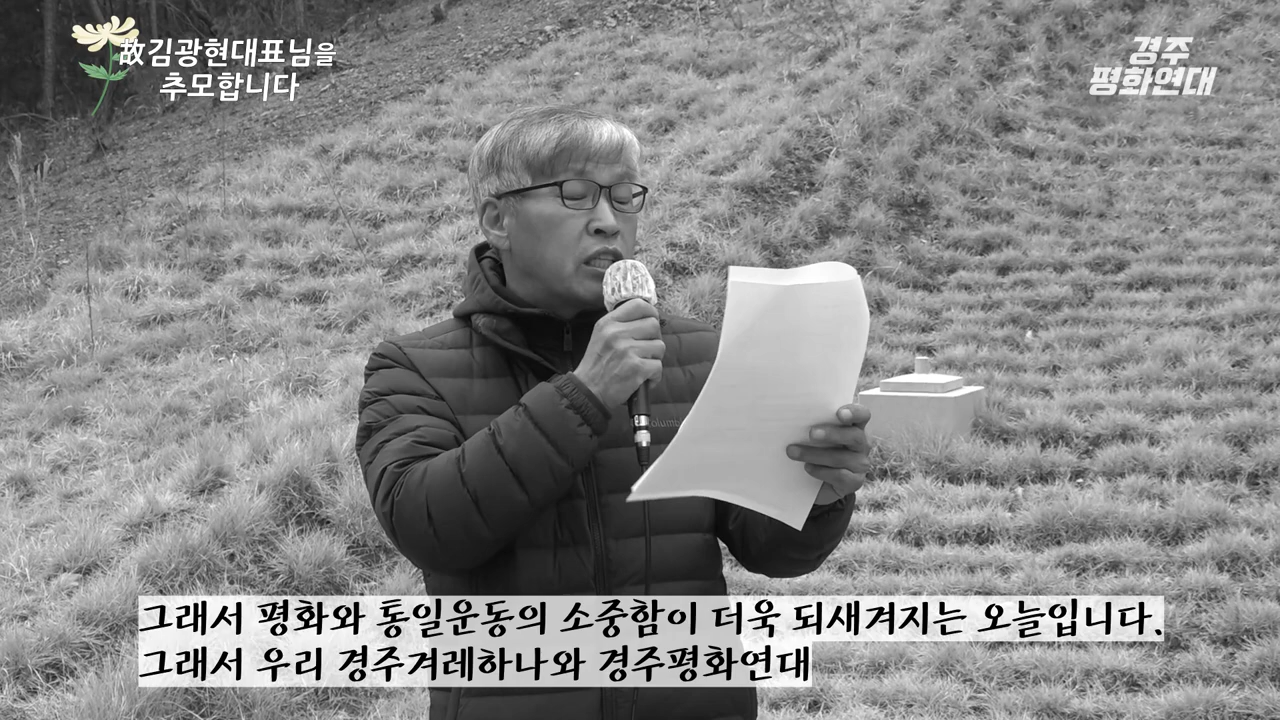 故김광현대표님을
추모합니다
경주
평화연대
olumb
그래서 평화와 통일운동의 소중함이 더욱 되새겨지는 오늘입니다.
그래서 우리 경주겨레하나와 경주평화연대